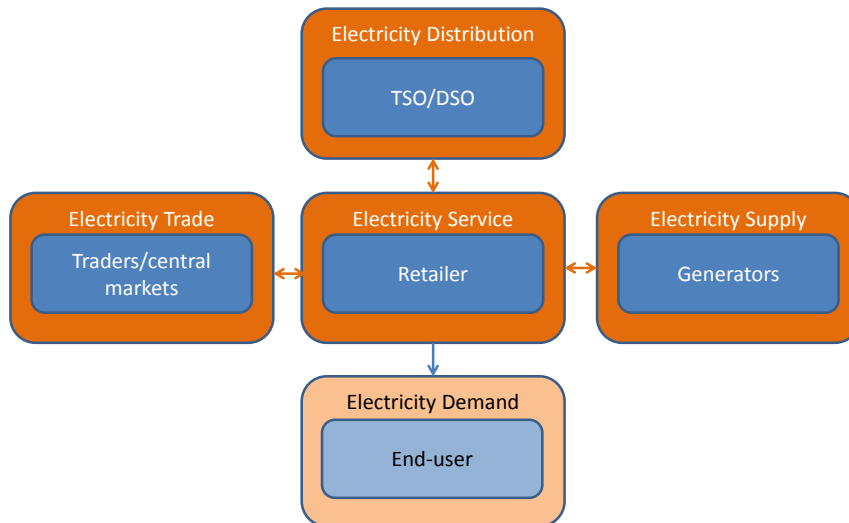 Electricity Distribution
TSO/DSO
Electricity Trade
Traders/central
markets
Electricity Service
Retailer
Electricity Supply
Generators
Electricity Demand
End-user